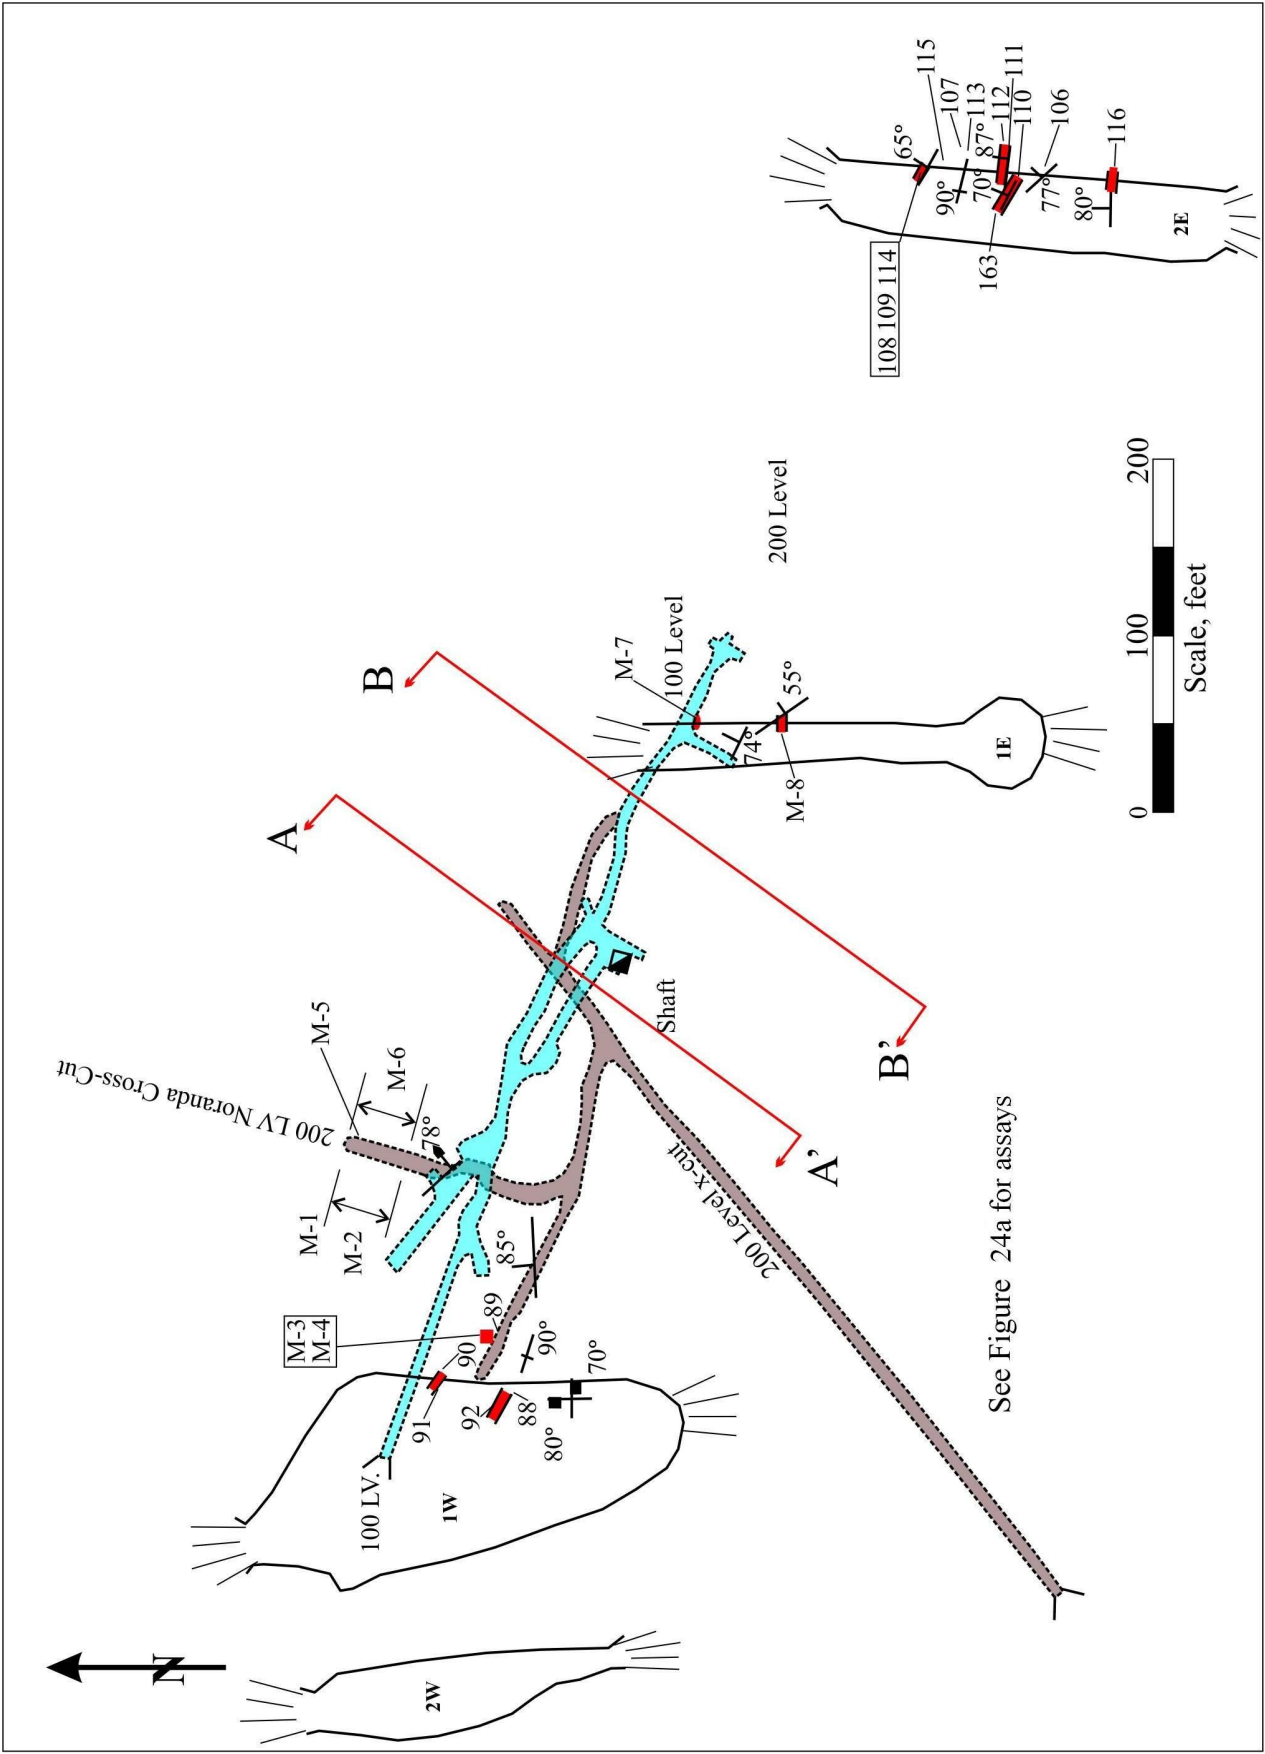 N
2W
1W
100 LV.
M-3
M-4
91
90
92
88
89
80°
70°
90°
85°
M-1
M-2
M-5
M-6
78°
200 LV Noranda Cross-Cut
200 Level x-cut
Shaft
A
A'
B
B'
M-7
100 Level
200 Level
74°
55°
M-8
1E
See Figure 24a for assays
0
100
200
Scale, feet
108 109 114
65°
115
107
113
112
111
110
106
116
90°
87°
70°
77°
80°
163
2E